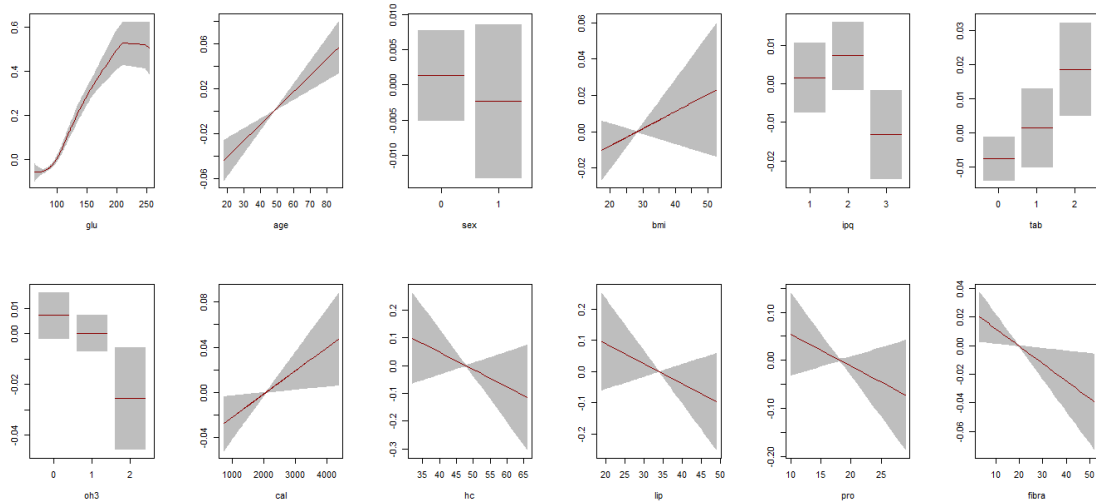 0.6
0.4
0.2
0.0
100 150 200 250
glu
0.06
0.02
-0.02
-0.06
20 30 40 50 60 70 80
age
0.010
0.005
0.000
-0.005
-0.010
0 1
sex
0.06
0.04
0.02
0.00
-0.02
20 30 40 50
bmi
0.01
0.00
-0.01
-0.02
1 2 3
ipq
0.03
0.02
0.01
0.00
-0.01
0 1 2
tab
0.01
0.00
-0.02
-0.04
0 1 2
oh3
0.08
0.04
0.00
-0.04
1000 2000 3000 4000
cal
0.2
0.1
0.0
-0.1
-0.2
-0.3
35 40 45 50 55 60 65
hc
0.2
0.1
0.0
-0.1
-0.2
20 25 30 35 40 45 50
lip
0.10
0.05
0.00
-0.10
-0.20
10 15 20 25
pro
0.04
0.02
0.00
-0.02
-0.06
10 20 30 40 50
fibra